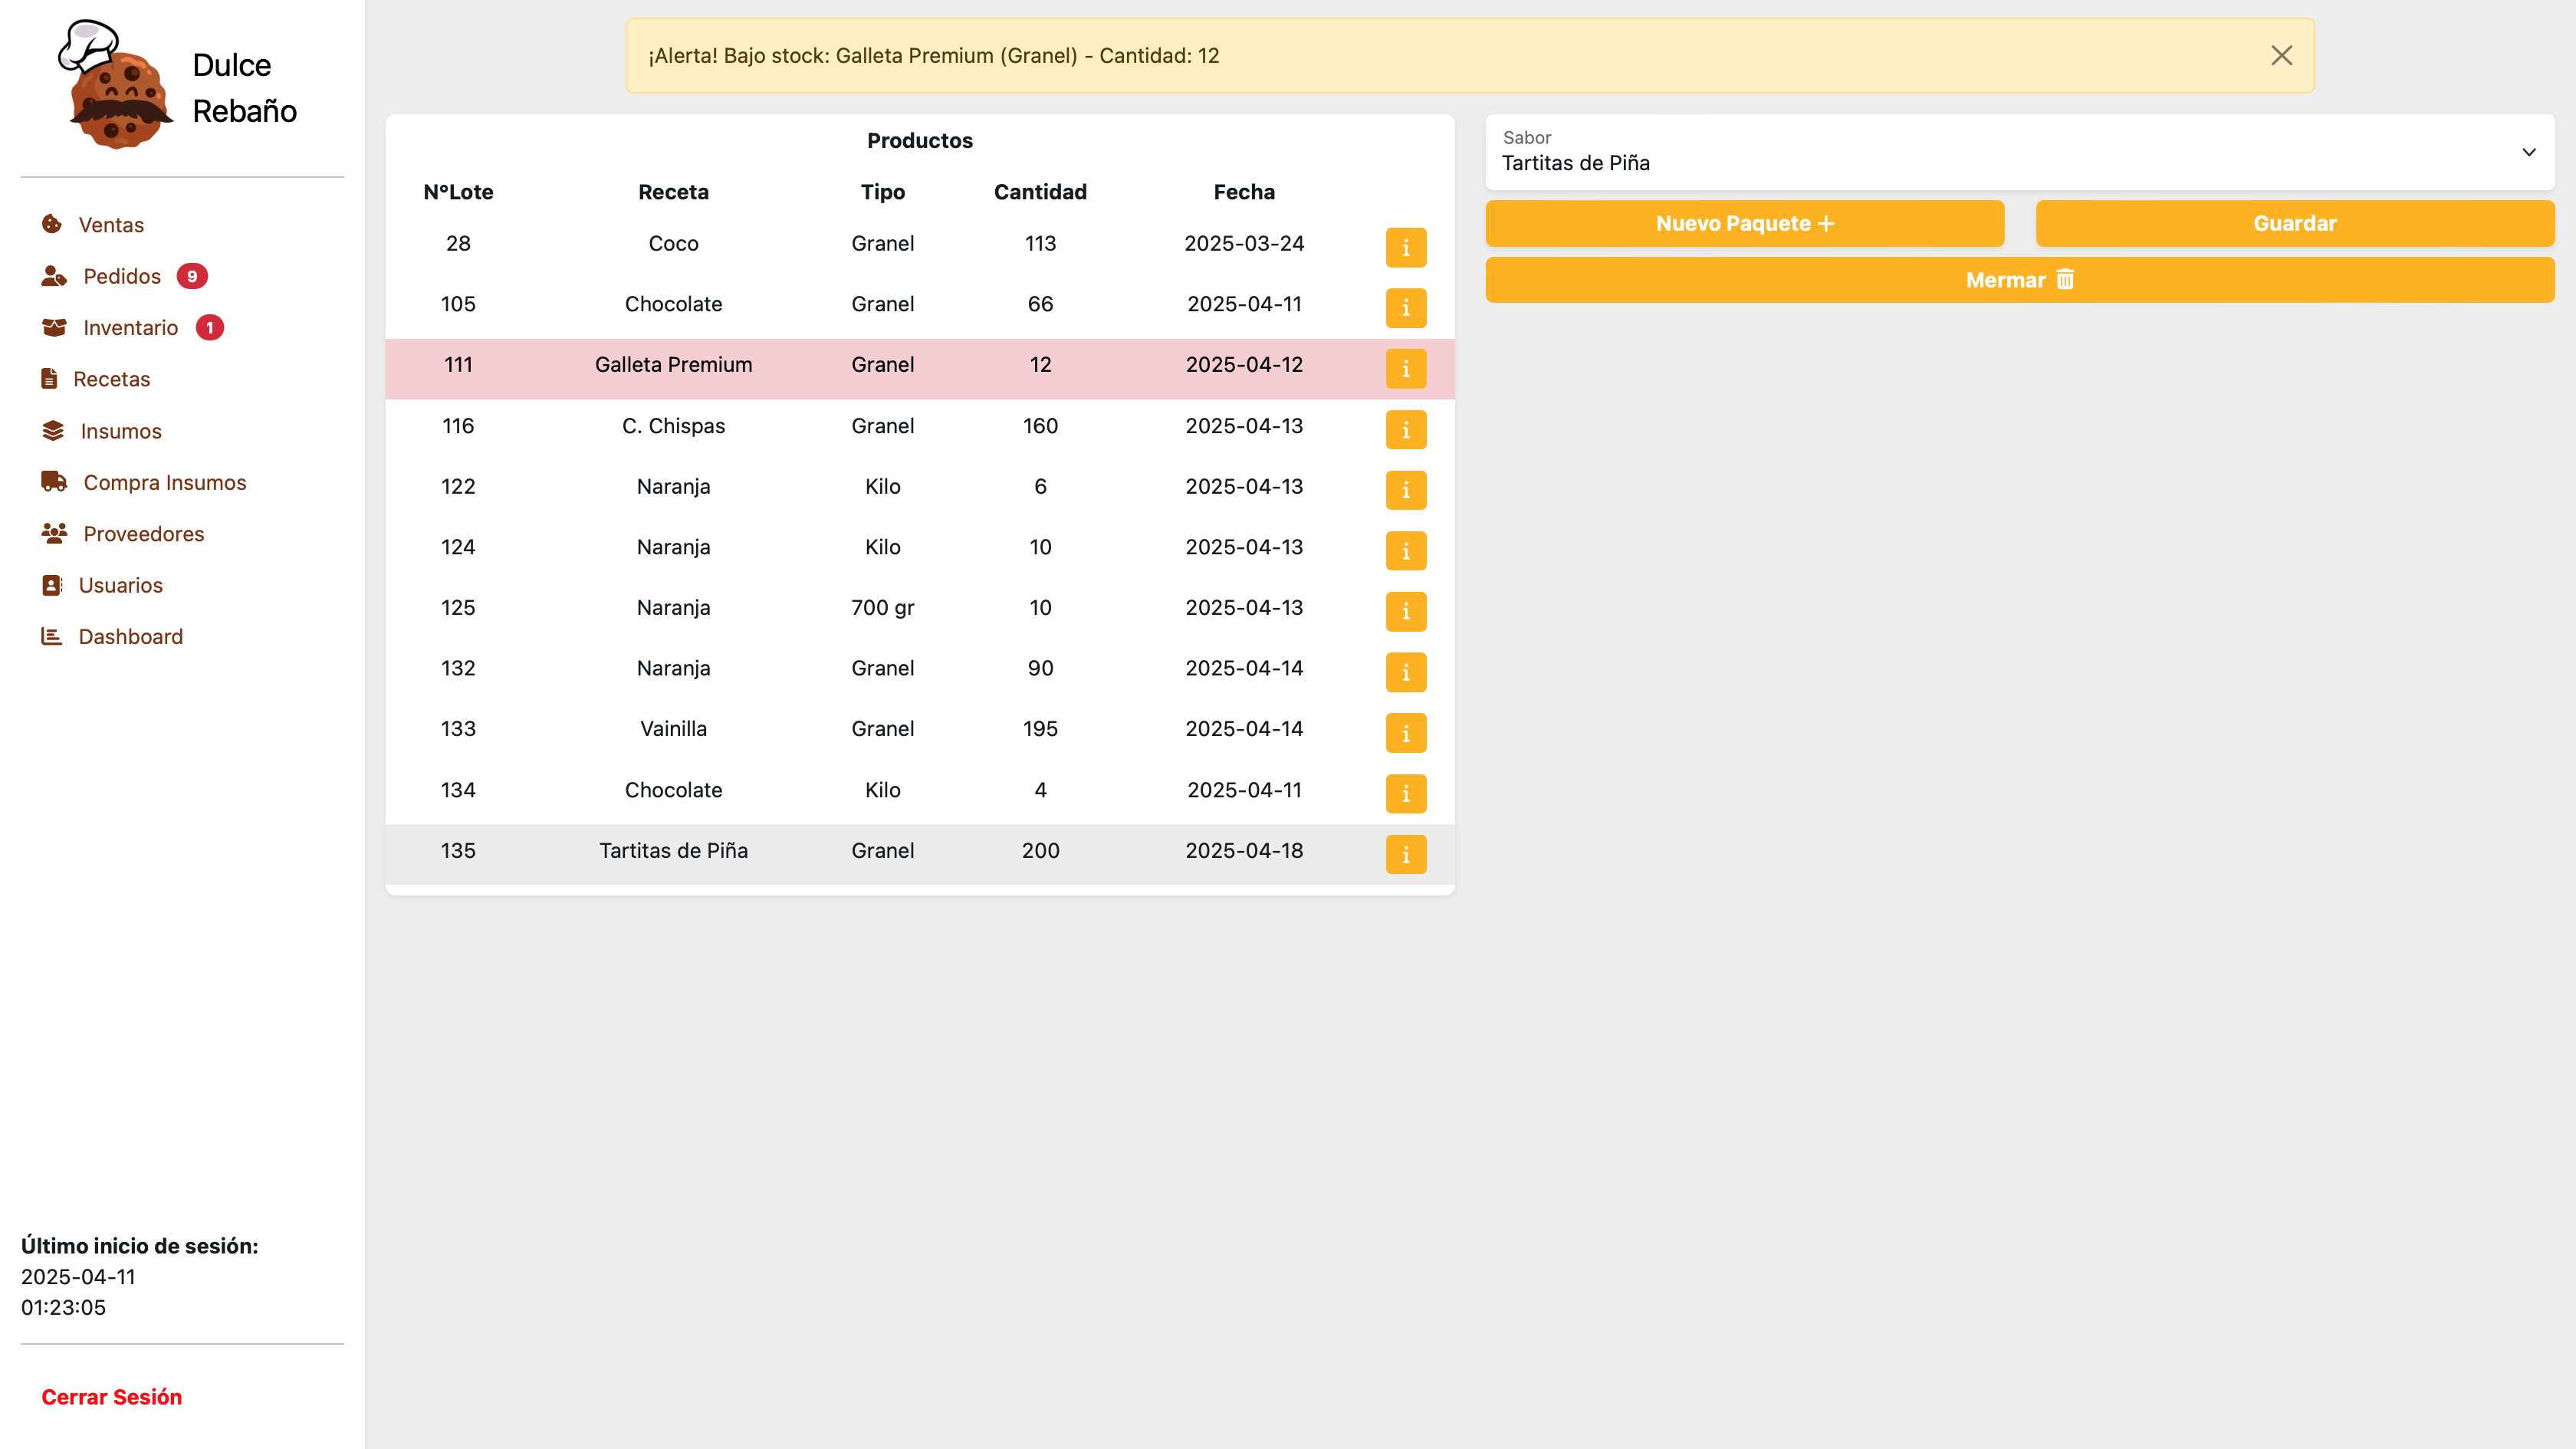 Dulce
Rebaño
Ventas
Pedidos 9
Inventario 1
Recetas
Insumos
Compra Insumos
Proveedores
Usuarios
Dashboard
Último inicio de sesión:
2025-04-11
01:23:05
Cerrar Sesión
¡Alerta! Bajo stock: Galleta Premium (Granel) - Cantidad: 12
Productos
N°Lote Receta Tipo Cantidad Fecha
28 Coco Granel 113 2025-03-24 i
105 Chocolate Granel 66 2025-04-11 i
111 Galleta Premium Granel 12 2025-04-12 i
116 C. Chispas Granel 160 2025-04-13 i
122 Naranja Kilo 6 2025-04-13 i
124 Naranja Kilo 10 2025-04-13 i
125 Naranja 700 gr 10 2025-04-13 i
132 Naranja Granel 90 2025-04-14 i
133 Vainilla Granel 195 2025-04-14 i
134 Chocolate Kilo 4 2025-04-11 i
135 Tartitas de Piña Granel 200 2025-04-18 i
Sabor
Tartitas de Piña
Nuevo Paquete + Guardar
Mermar